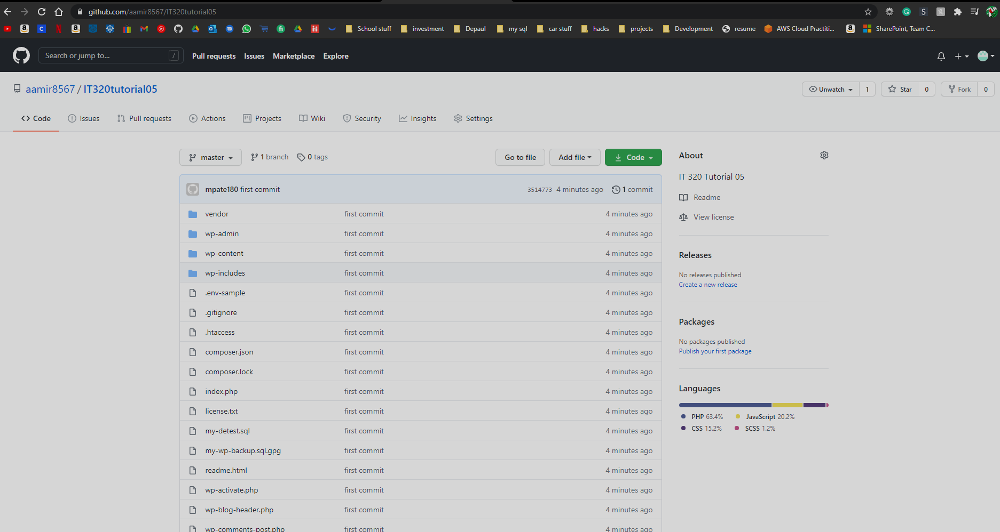 github.com/aamir8567/IT320tutorial05
School stuff investment Depaul my sql car stuff hacks projects Development resume AWS Cloud Practiti... SharePoint, Team C...
Search or jump to... / Pull requests Issues Marketplace Explore
aamir8567 / IT320tutorial05 Unwatch 1 Star 0 Fork 0
Code Issues Pull requests Actions Projects Wiki Security Insights Settings
master 1 branch 0 tags Go to file Add file Code
mpate180 first commit 3514773 4 minutes ago 1 commit
vendor first commit 4 minutes ago
wp-admin first commit 4 minutes ago
wp-content first commit 4 minutes ago
wp-includes first commit 4 minutes ago
.env-sample first commit 4 minutes ago
.gitignore first commit 4 minutes ago
.htaccess first commit 4 minutes ago
composer.json first commit 4 minutes ago
composer.lock first commit 4 minutes ago
index.php first commit 4 minutes ago
license.txt first commit 4 minutes ago
my-detest.sql first commit 4 minutes ago
my-wp-backup.sql.gpg first commit 4 minutes ago
readme.html first commit 4 minutes ago
wp-activate.php first commit 4 minutes ago
wp-blog-header.php first commit 4 minutes ago
wp-comments-post.php first commit 4 minutes ago
About
IT 320 Tutorial 05
Readme
View license
Releases
No releases published
Create a new release
Packages
No packages published
Publish your first package
Languages
PHP 63.4% JavaScript 20.2%
CSS 15.2% SCSS 1.2%